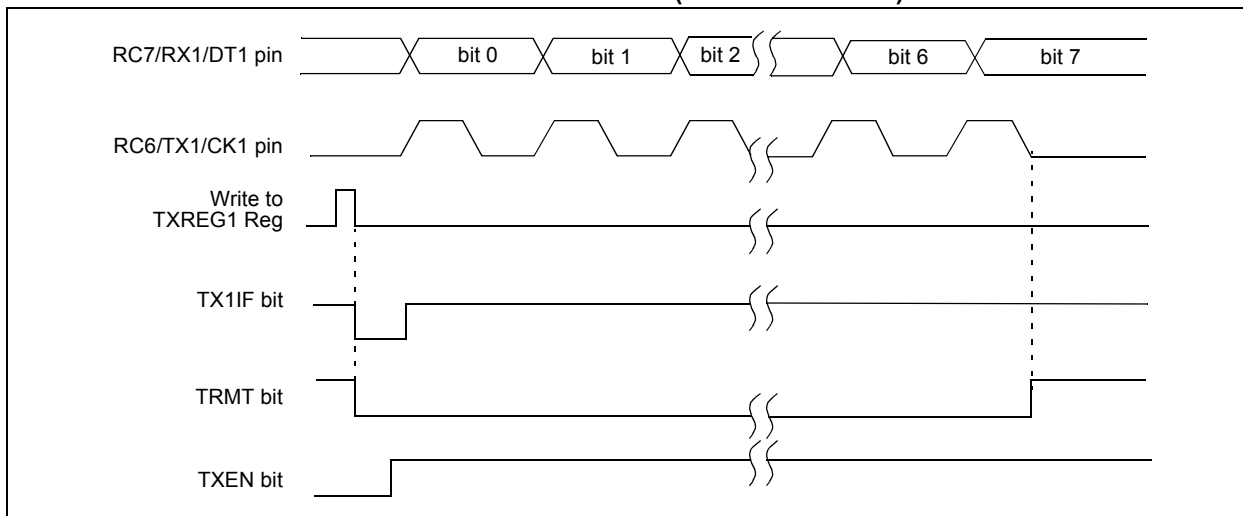 RC7/RX1/DT1 pin
bit 0
bit 1
bit 2
bit 6
bit 7
RC6/TX1/CK1 pin
Write to
TXREG1 Reg
TX1IF bit
TRMT bit
TXEN bit